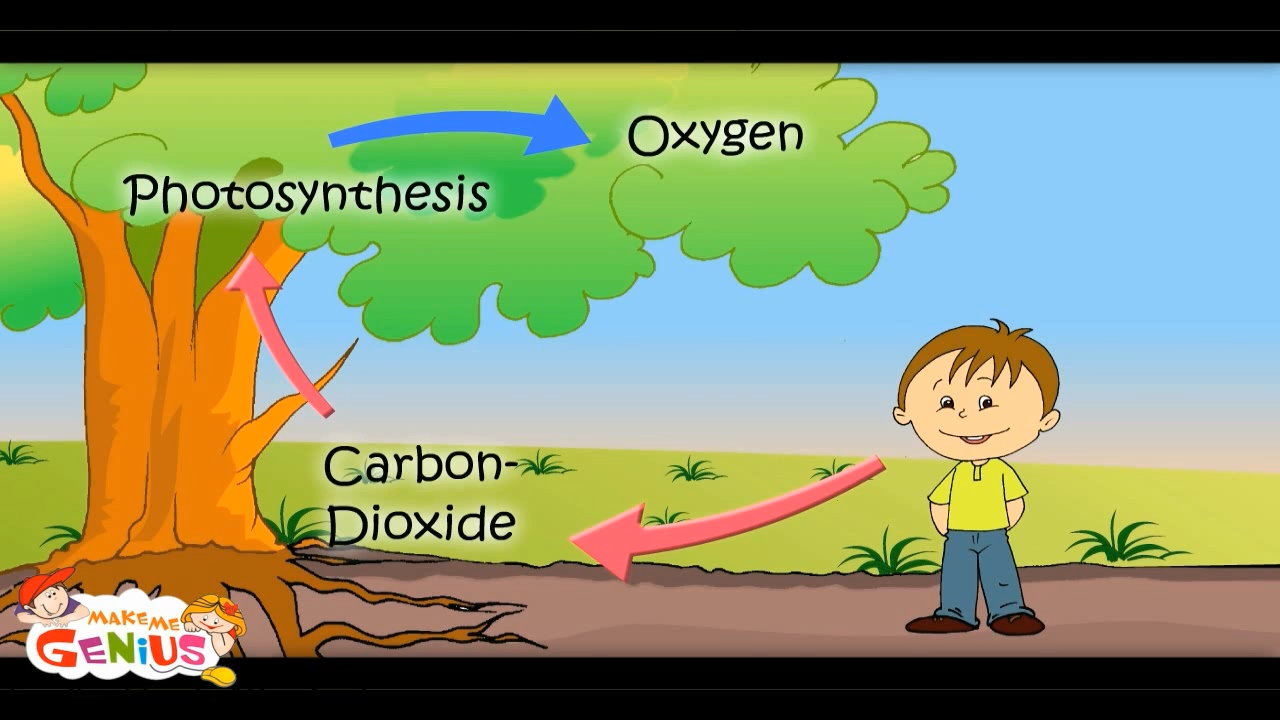 Oxygen
Photosynthesis
Carbon-
Dioxide
MAKE ME
GENiUS